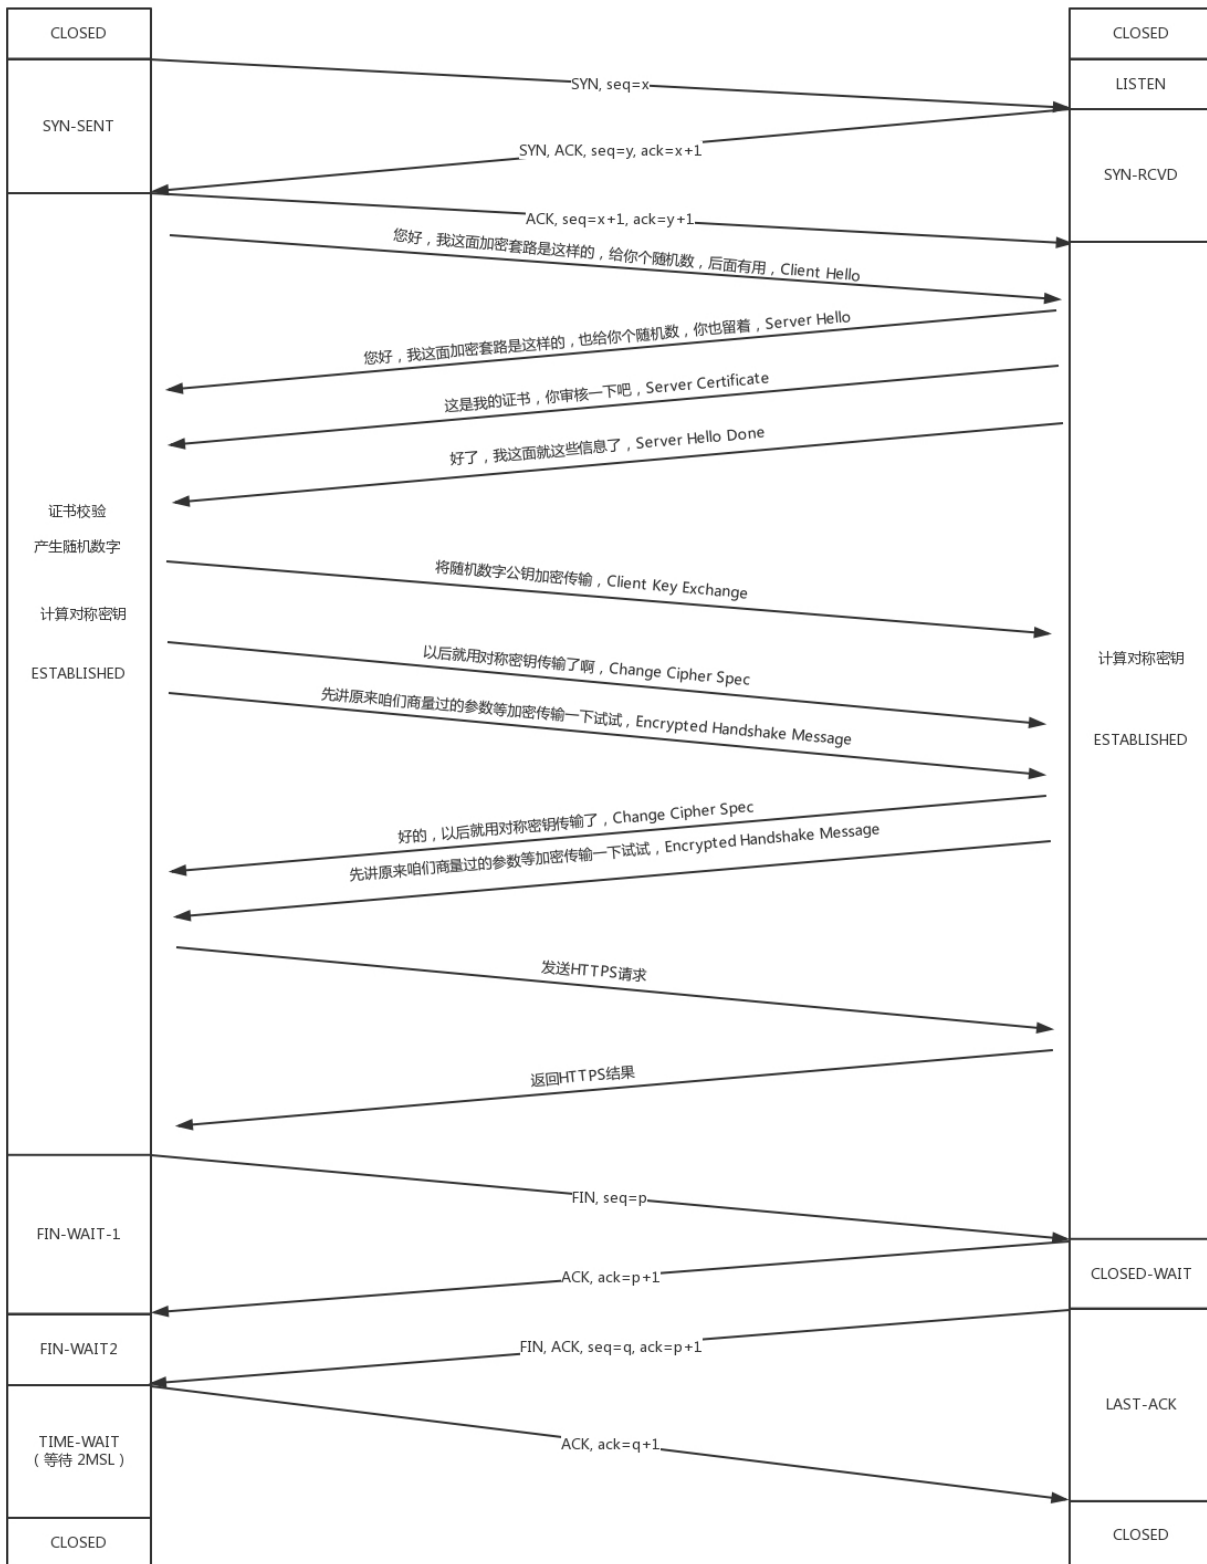 CLOSED
CLOSED
SYN, seq=x
LISTEN
SYN-SENT
SYN, ACK, seq=y, ack=x+1
SYN-RCVD
ACK, seq=x+1, ack=y+1
您好，我这面加密套路是这样的，给你个随机数，后面有用，Client Hello
您好，我这面加密套路是这样的，也给你个随机数，你也留着，Server Hello
这是我的证书，你审核一下吧，Server Certificate
好了，我这面就这些信息了，Server Hello Done
证书校验
产生随机数字
将随机数字公钥加密传输，Client Key Exchange
计算对称密钥
以后就用对称密钥传输了啊，Change Cipher Spec
计算对称密钥
ESTABLISHED
先讲原来咱们商量过的参数等加密传输一下试试，Encrypted Handshake Message
ESTABLISHED
好的，以后就用对称密钥传输了，Change Cipher Spec
先讲原来咱们商量过的参数等加密传输一下试试，Encrypted Handshake Message
发送HTTPS请求
返回HTTPS结果
FIN, seq=p
FIN-WAIT-1
ACK, ack=p+1
CLOSED-WAIT
FIN-WAIT2
FIN, ACK, seq=q, ack=p+1
LAST-ACK
TIME-WAIT
（等待 2MSL）
ACK, ack=q+1
CLOSED
CLOSED